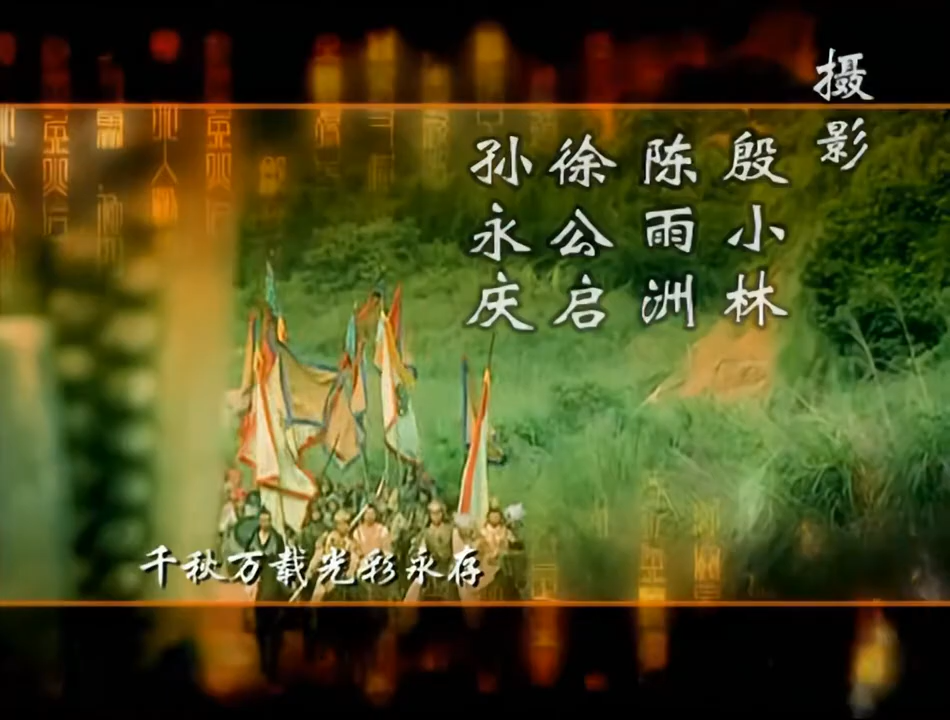 摄影
殷小林
陈雨洲
徐公启
孙永庆
千秋万载光彩永存